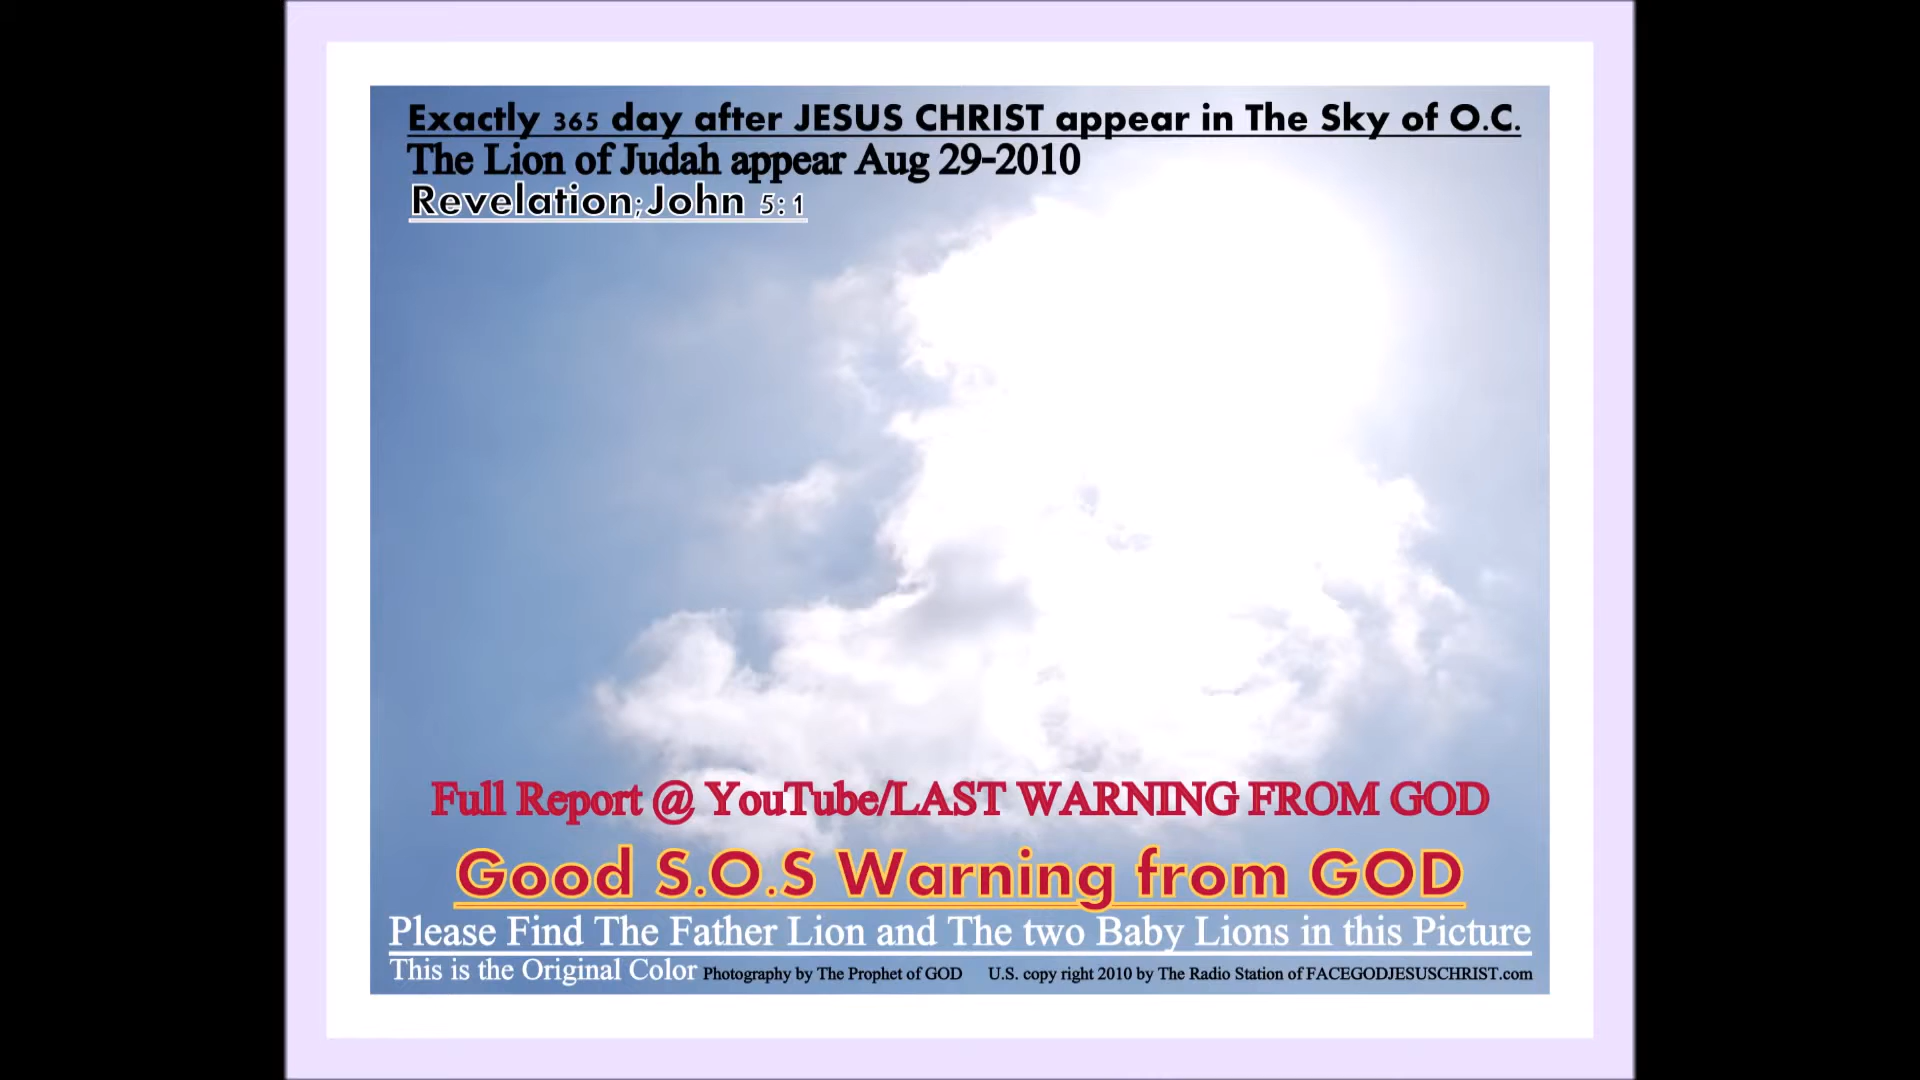 Exactly 365 day after JESUS CHRIST appear in The Sky of O.C.
The Lion of Judah appear Aug 29-2010
Revelation;John 5:1
Full Report @ YouTube/LAST WARNING FROM GOD
Good S.O.S Warning from GOD
Please Find The Father Lion and The two Baby Lions in this Picture
This is the Original Color Photography by The Prophet of GOD U.S. copy right 2010 by The Radio Station of FACEGODJESUSCHRIST.com